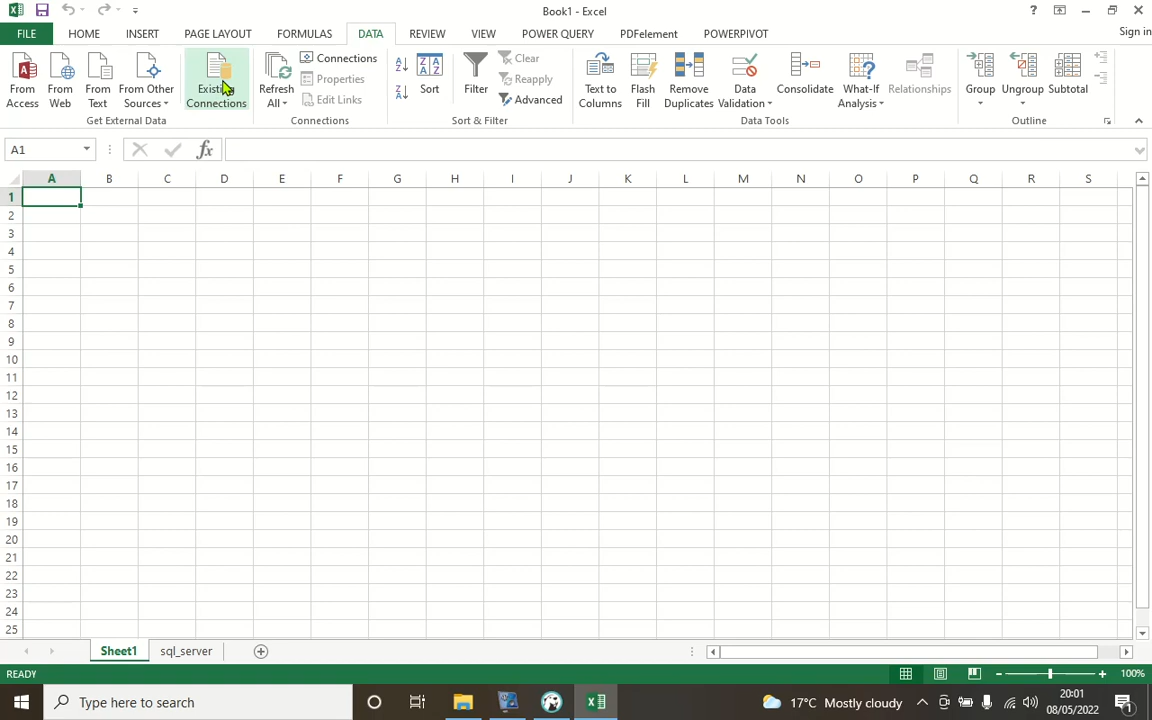 Book1 - Excel
?
FILE HOME INSERT PAGE LAYOUT FORMULAS DATA REVIEW VIEW POWER QUERY PDFelement POWERPIVOT Sign in
From Access
From Web
From Text
From Other Sources
Connections
Get External Data
Refresh All
Connections
Properties
Edit Links
Connections
A Z
Z A
Z A A Z
Sort
Filter
Clear
Reapply
Advanced
Sort & Filter
Text to Columns
Flash Fill
Remove Duplicates
Data Validation
Consolidate
What-If Analysis
Relationships
Data Tools
Group
Ungroup
Subtotal
Outline
A1 fx
A B C D E F G H I J K L M N O P Q R S
1
2
3
4
5
6
7
8
9
10
11
12
13
14
15
16
17
18
19
20
21
22
23
24
25
Sheet1 sql_server
READY 100%
Type here to search 17°C Mostly cloudy 20:01
08/05/2022 1